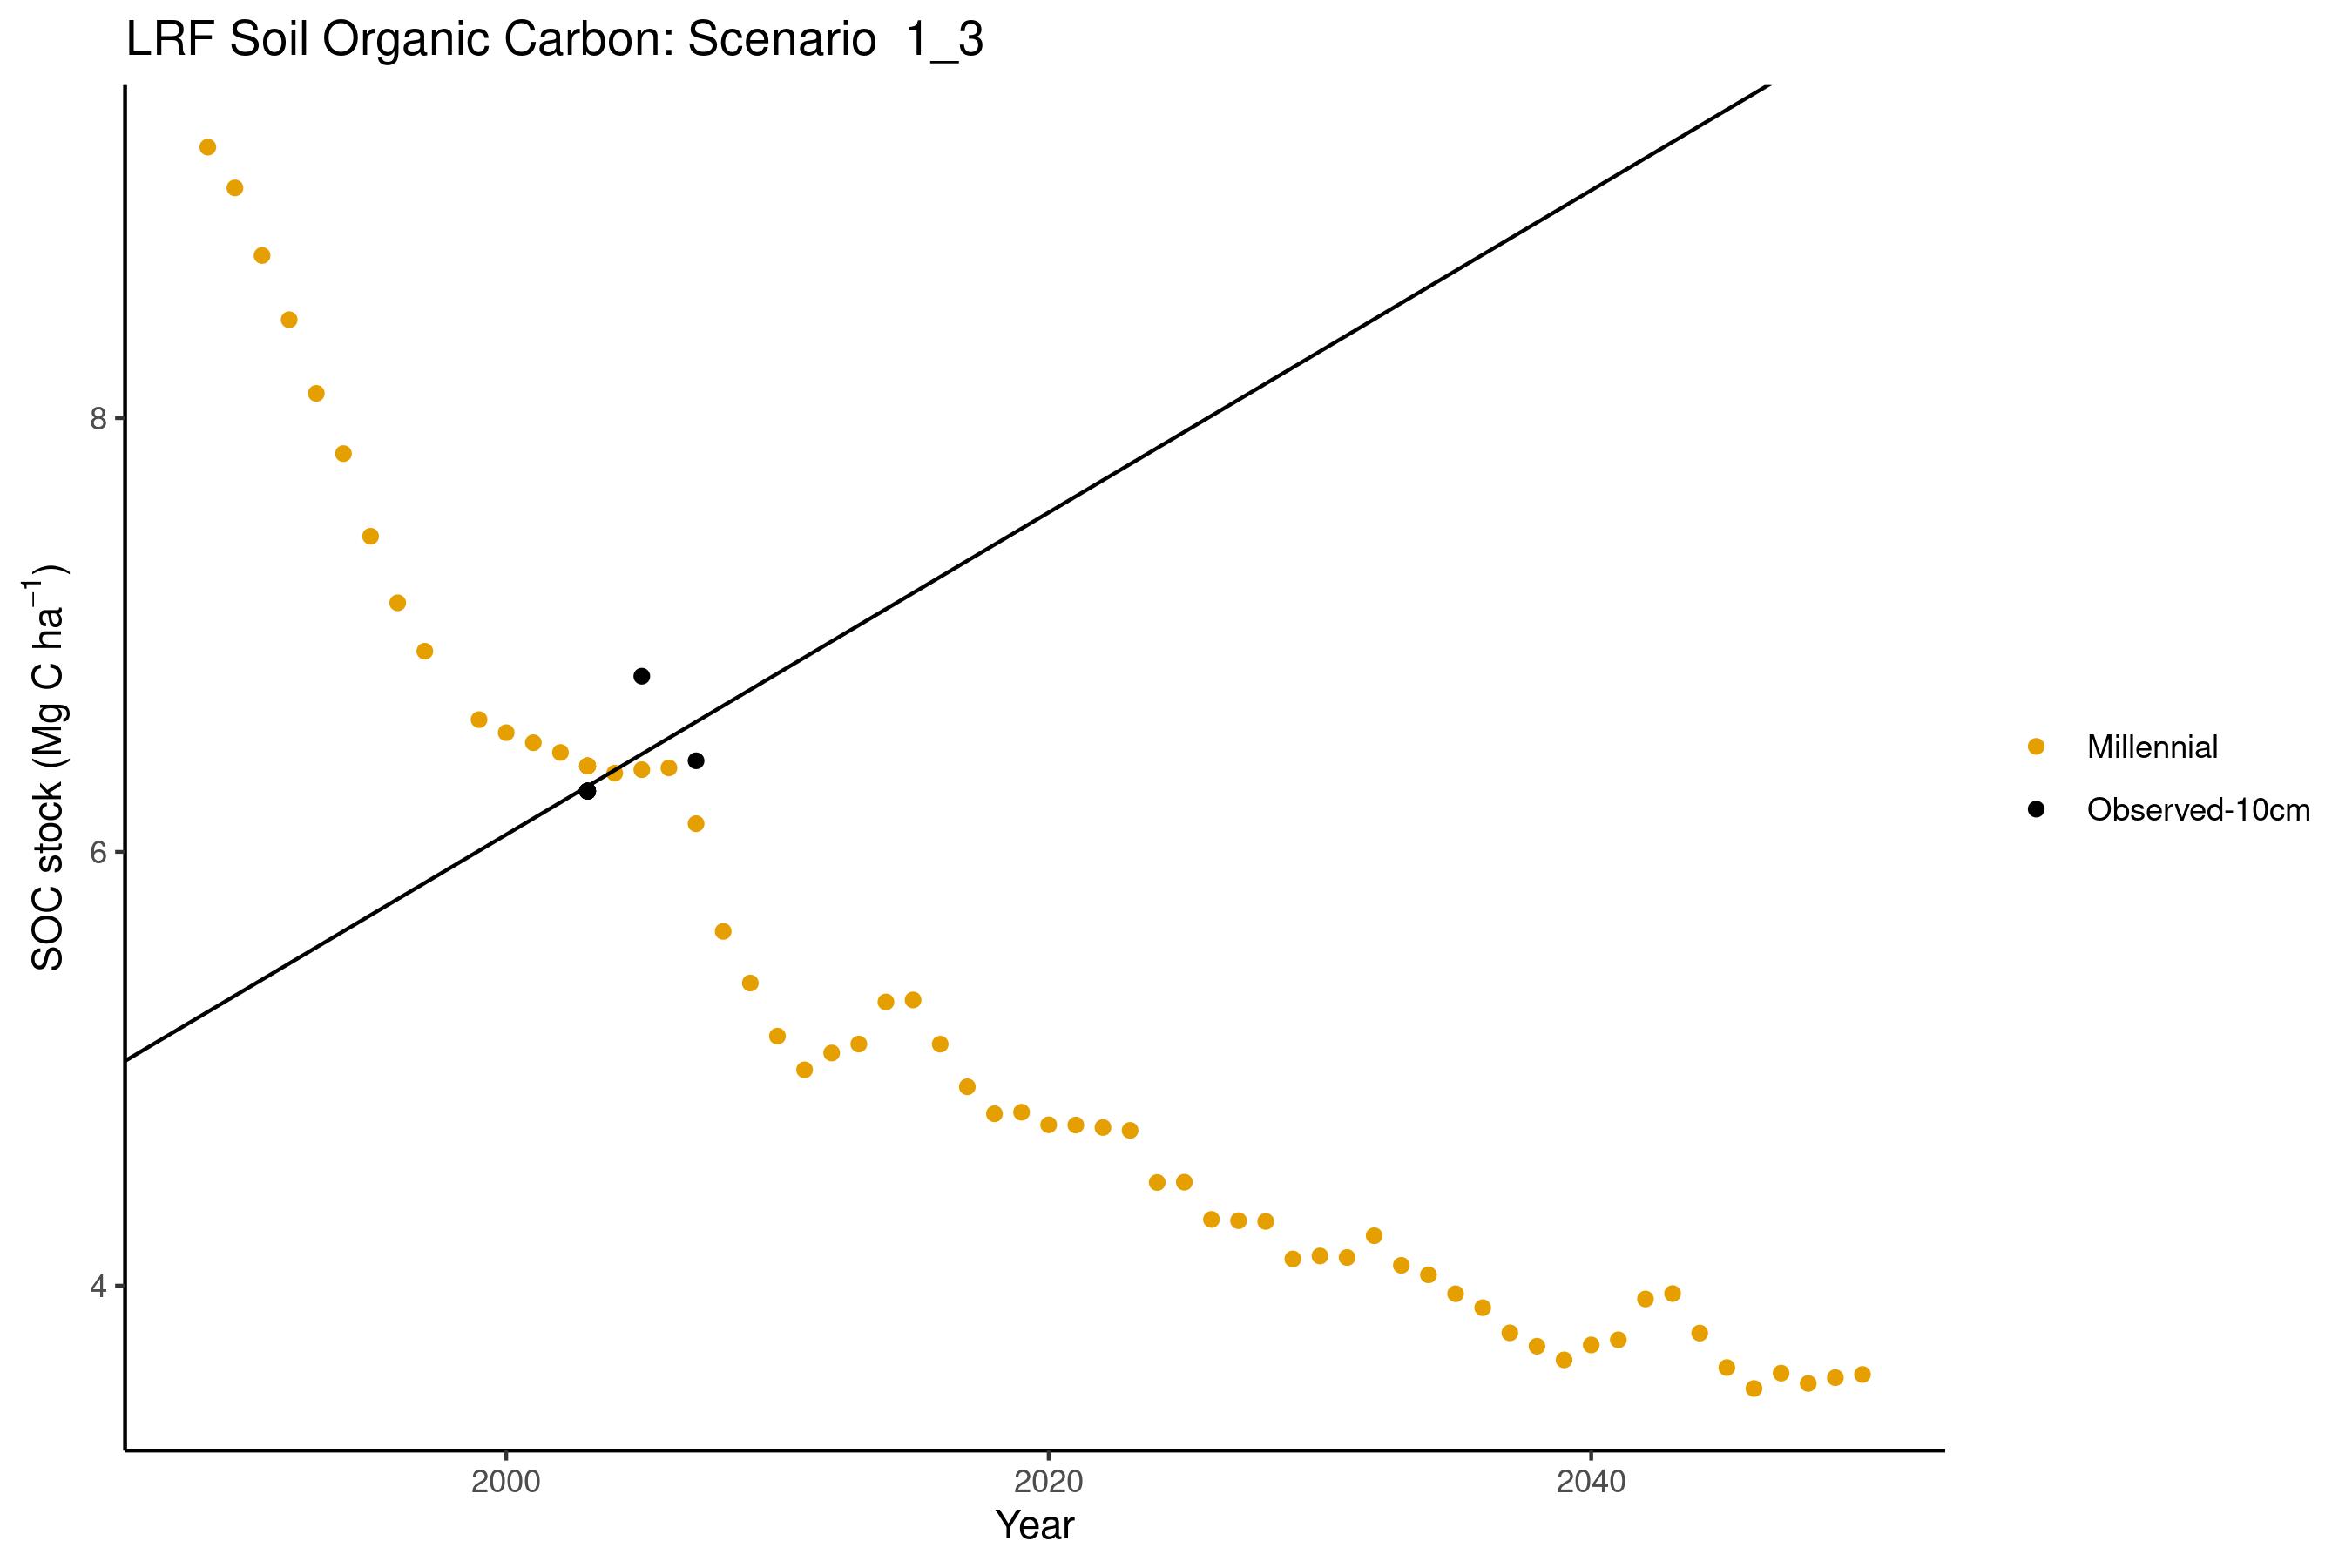 LRF Soil Organic Carbon: Scenario  1_3
SOC stock (Mg C ha⁻¹)
8
6
4
2000
2020
2040
Year
Millennial
Observed-10cm